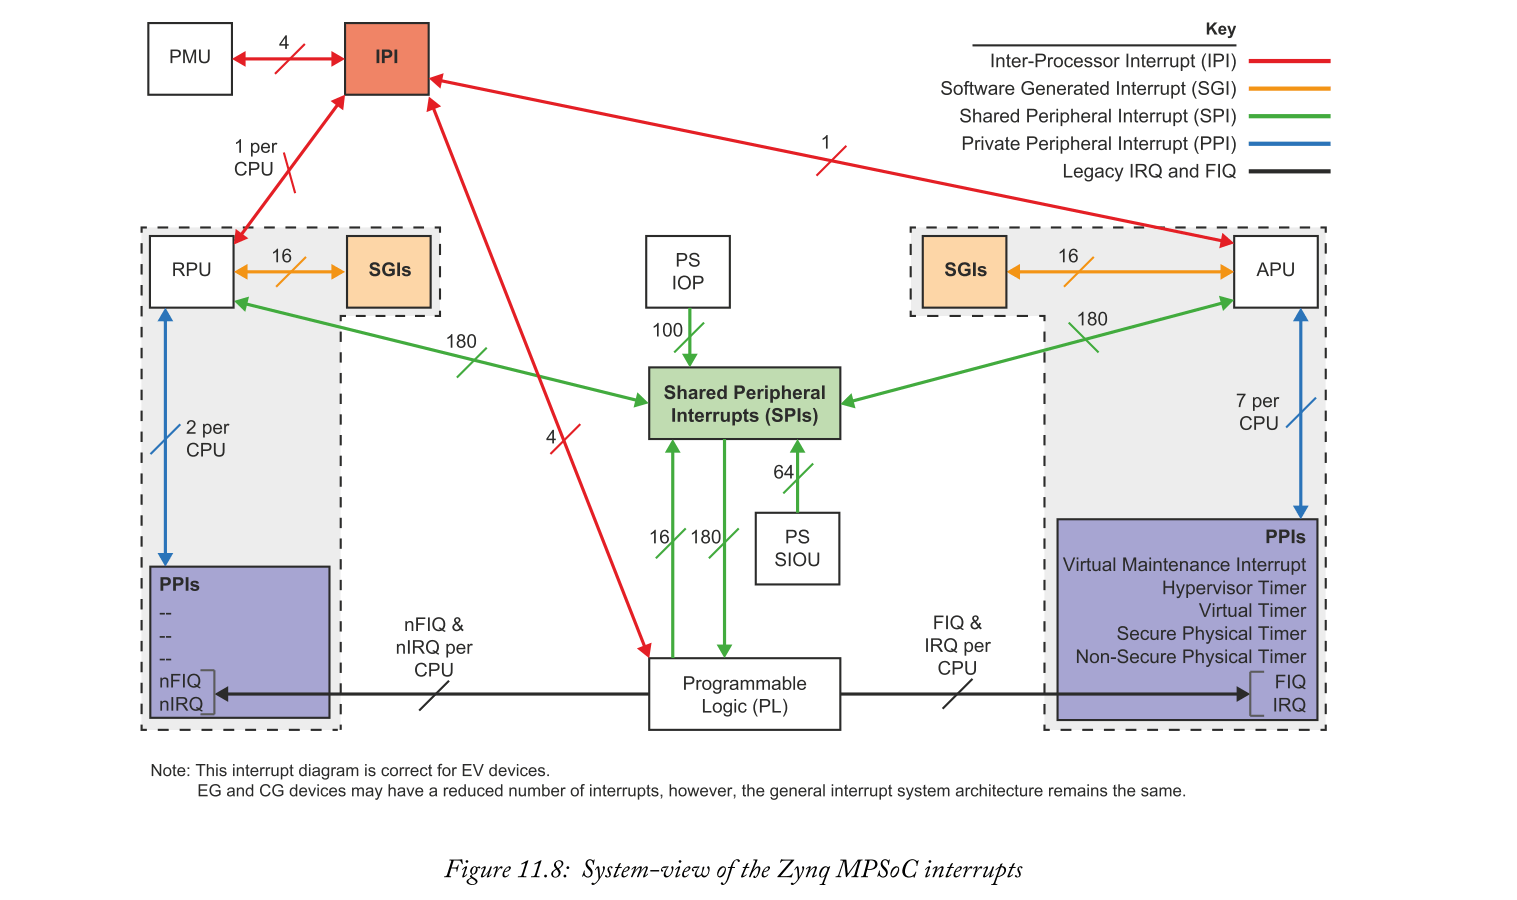 PMU
4
IPI
Key
Inter-Processor Interrupt (IPI)
Software Generated Interrupt (SGI)
Shared Peripheral Interrupt (SPI)
Private Peripheral Interrupt (PPI)
Legacy IRQ and FIQ
1 per
CPU
1
RPU
16
SGIs
PS
IOP
SGIs
16
APU
180
100
180
Shared Peripheral
Interrupts (SPIs)
2 per
CPU
4
7 per
CPU
64
16
180
PS
SIOU
PPIs
--
--
--
nFIQ
nIRQ
nFIQ &
nIRQ per
CPU
Programmable
Logic (PL)
FIQ &
IRQ per
CPU
PPIs
Virtual Maintenance Interrupt
Hypervisor Timer
Virtual Timer
Secure Physical Timer
Non-Secure Physical Timer
FIQ
IRQ
Note: This interrupt diagram is correct for EV devices.
EG and CG devices may have a reduced number of interrupts, however, the general interrupt system architecture remains the same.
Figure 11.8: System-view of the Zynq MPSoC interrupts